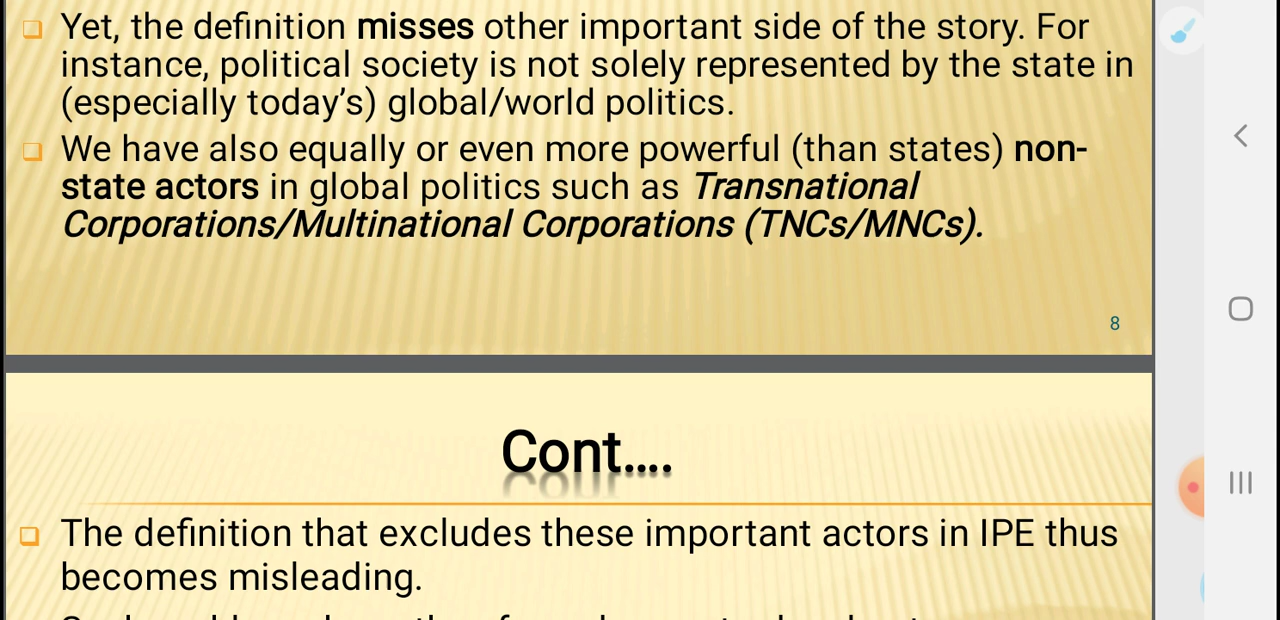 Yet, the definition misses other important side of the story. For
instance, political society is not solely represented by the state in
(especially today's) global/world politics.
We have also equally or even more powerful (than states) non-
state actors in global politics such as Transnational
Corporations/Multinational Corporations (TNCs/MNCs).
8
Cont....
The definition that excludes these important actors in IPE thus
becomes misleading.